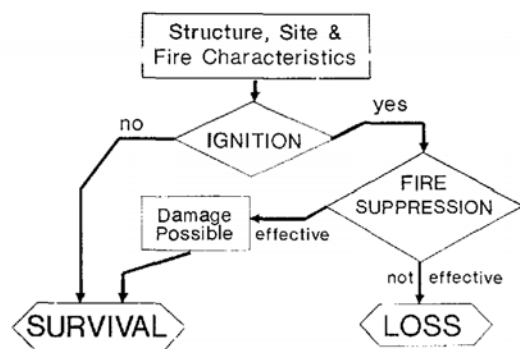 Structure, Site &
Fire Characteristics
no
yes
IGNITION
FIRE
SUPPRESSION
Damage
Possible
effective
not effective
SURVIVAL
LOSS